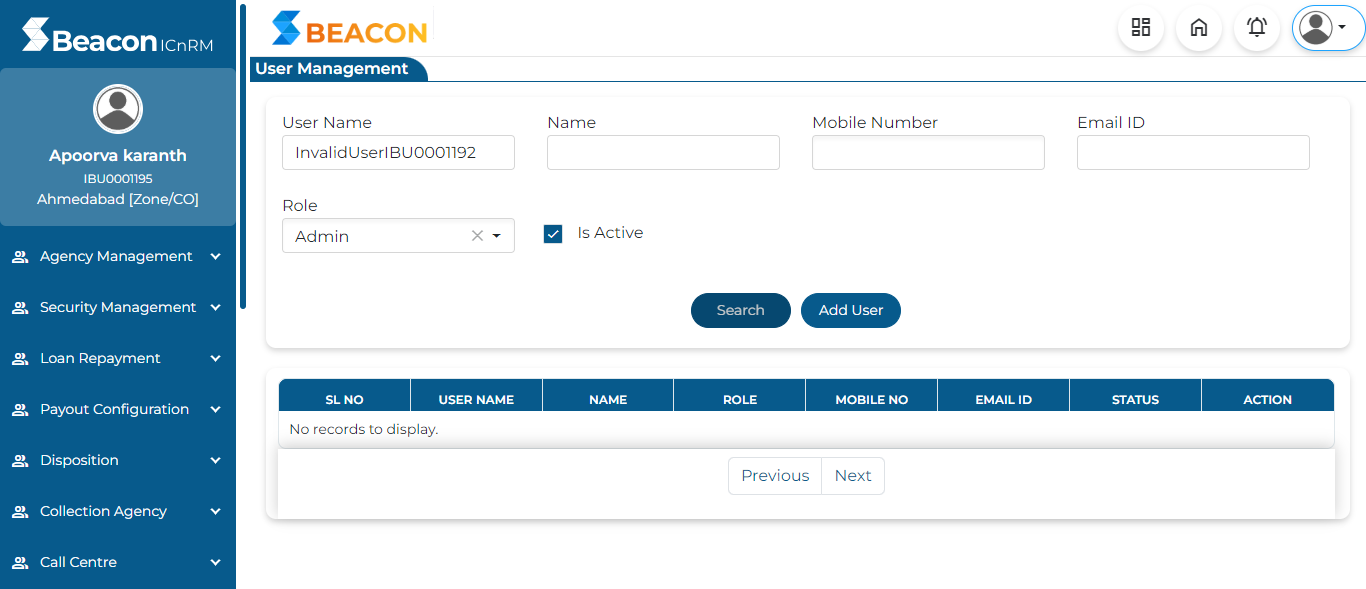 Beacon ICnRM
BEACON
User Management
Apoorva karanth
IBU0001195
Ahmedabad [Zone/CO]
Agency Management
Security Management
Loan Repayment
Payout Configuration
Disposition
Collection Agency
Call Centre
User Name Name Mobile Number Email ID
InvalidUserIBU0001192
Role
Admin
Is Active
Search Add User
SL NO USER NAME NAME ROLE MOBILE NO EMAIL ID STATUS ACTION
No records to display.
Previous Next